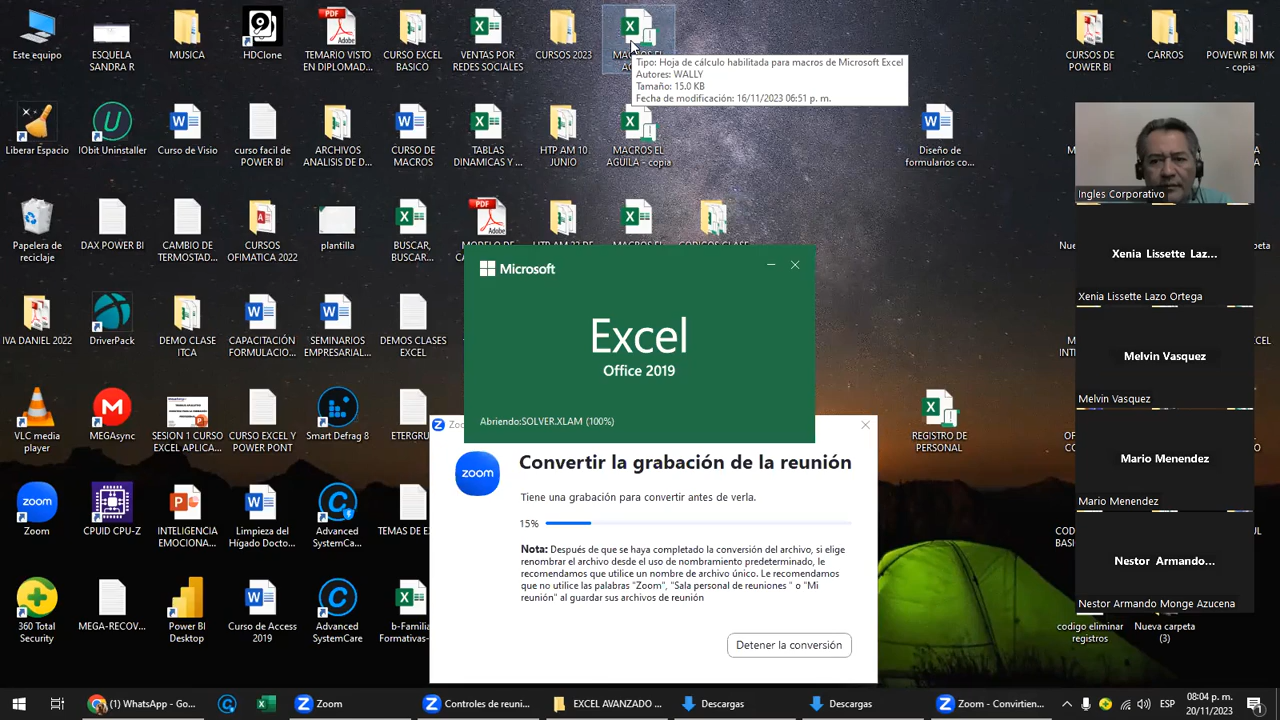 Este equipo
ESQUELA
SANDRA R
MUSICA
HDClone
TEMARIO VISTO
EN DIPLOMAD...
CURSO EXCEL
BASICO
VENTAS POR
REDES SOCIALES
CURSOS 2023
MACROS EL
Tipo: Hoja de cálculo habilitada para macros de Microsoft Excel
Autores: WALLY
Tamaño: 15.0 KB
Fecha de modificación: 16/11/2023 06:51 p. m.
CURSOS DE
POWER BI
CARROS
POWEWR BI MK
- copia
Liberar Espacio
IObit Uninstaller
Curso de Visio
curso facil de
POWER BI
ARCHIVOS
ANALISIS DE D...
CURSO DE
MACROS
TABLAS
DINAMICAS Y ...
HTP AM 10
JUNIO
MACROS EL
AGUILA - copia
Diseño de
formularios co...
Ingles Corporativo
Papelera de
reciclaje
DAX POWER BI
CAMBIO DE
TERMOSTAD...
CURSOS
OFIMATICA 2022
plantilla
BUSCAR,
BUSCAR...
Xenia Lissette Laz...
Xenia Lissette Lazo Ortega
Microsoft
Excel
Office 2019
Abriendo:SOLVER.XLAM (100%)
IVA DANIEL 2022
DriverPack
DEMO CLASE
ITCA
CAPACITACIÓN
FORMULACIO...
SEMINARIOS
EMPRESARIAL...
DEMOS CLASES
EXCEL
Melvin Vasquez
Melvin Vasquez
VLC media
player
MEGAsync
SESION 1 CURSO
EXCEL APLICA...
CURSO EXCEL Y
POWER PONT
Smart Defrag 8
ETERGRU
REGISTRO DE
PERSONAL
Mario Menendez
Mario Menendez
zoom
Convertir la grabación de la reunión
Tiene una grabación para convertir antes de verla.
15%
Nota: Después de que se haya completado la conversión del archivo, si elige
renombrar el archivo desde el uso de nombramiento predeterminado, le
recomendamos que utilice un nombre de archivo único. Le recomendamos
que no utilice las palabras "Zoom", "Sala personal de reuniones " o "Mi
reunión" al guardar sus archivos de reunión
Detener la conversión
zoom
Zoom
CPUID CPU-Z
INTELIGENCIA
EMOCIONA...
Limpieza del
Hígado Docto...
Advanced
SystemCa...
TEMAS DE E
Nestor Armando...
Nestor Armando Monge Azucena
360 Total
Security
MEGA-RECOV...
Power BI
Desktop
Curso de Access
2019
Advanced
SystemCare
b-Familia
Formativas-
codigo eliminar
registros
Nueva carpeta
(3)
(1) WhatsApp - Go...
Zoom
Controles de reuni...
EXCEL AVANZADO ...
Descargas
Descargas
Zoom - Convirtien...
ESP
08:04 p. m.
20/11/2023